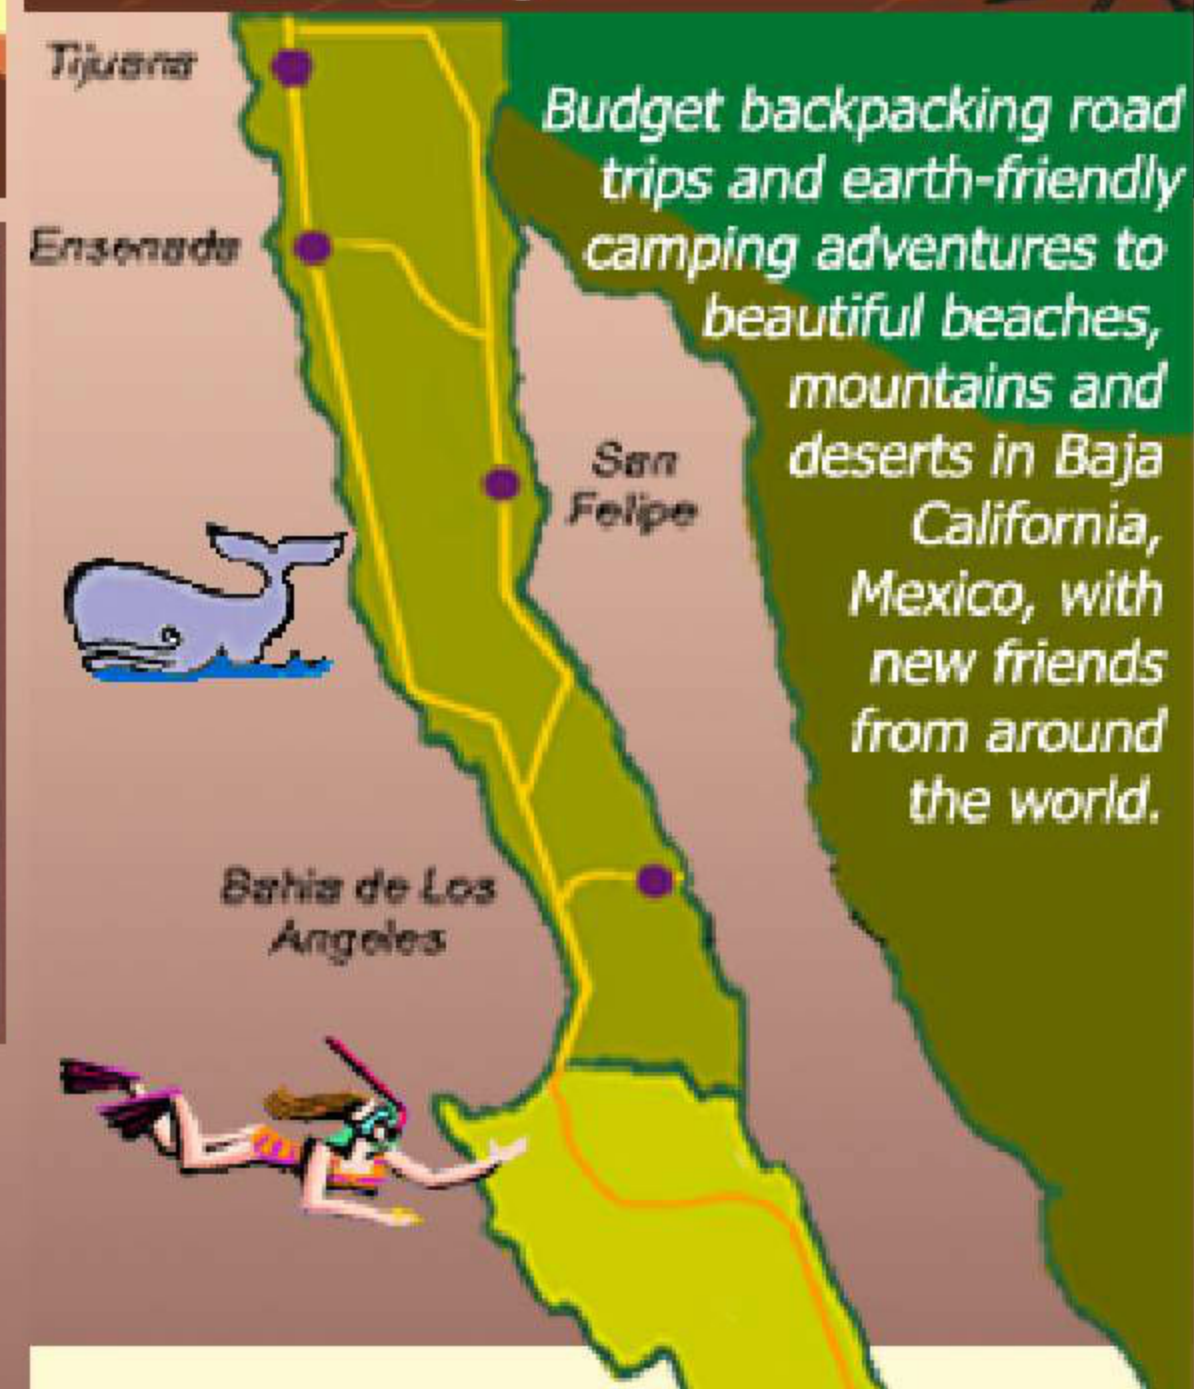 Tijuana
Budget backpacking road
trips and earth-friendly
Ensenada
camping adventures to
beautiful beaches,
mountains and
San
Felipe
deserts in Baja
California,
Mexico, with
new friends
from around
the world.
Bahia de Los
Angeles